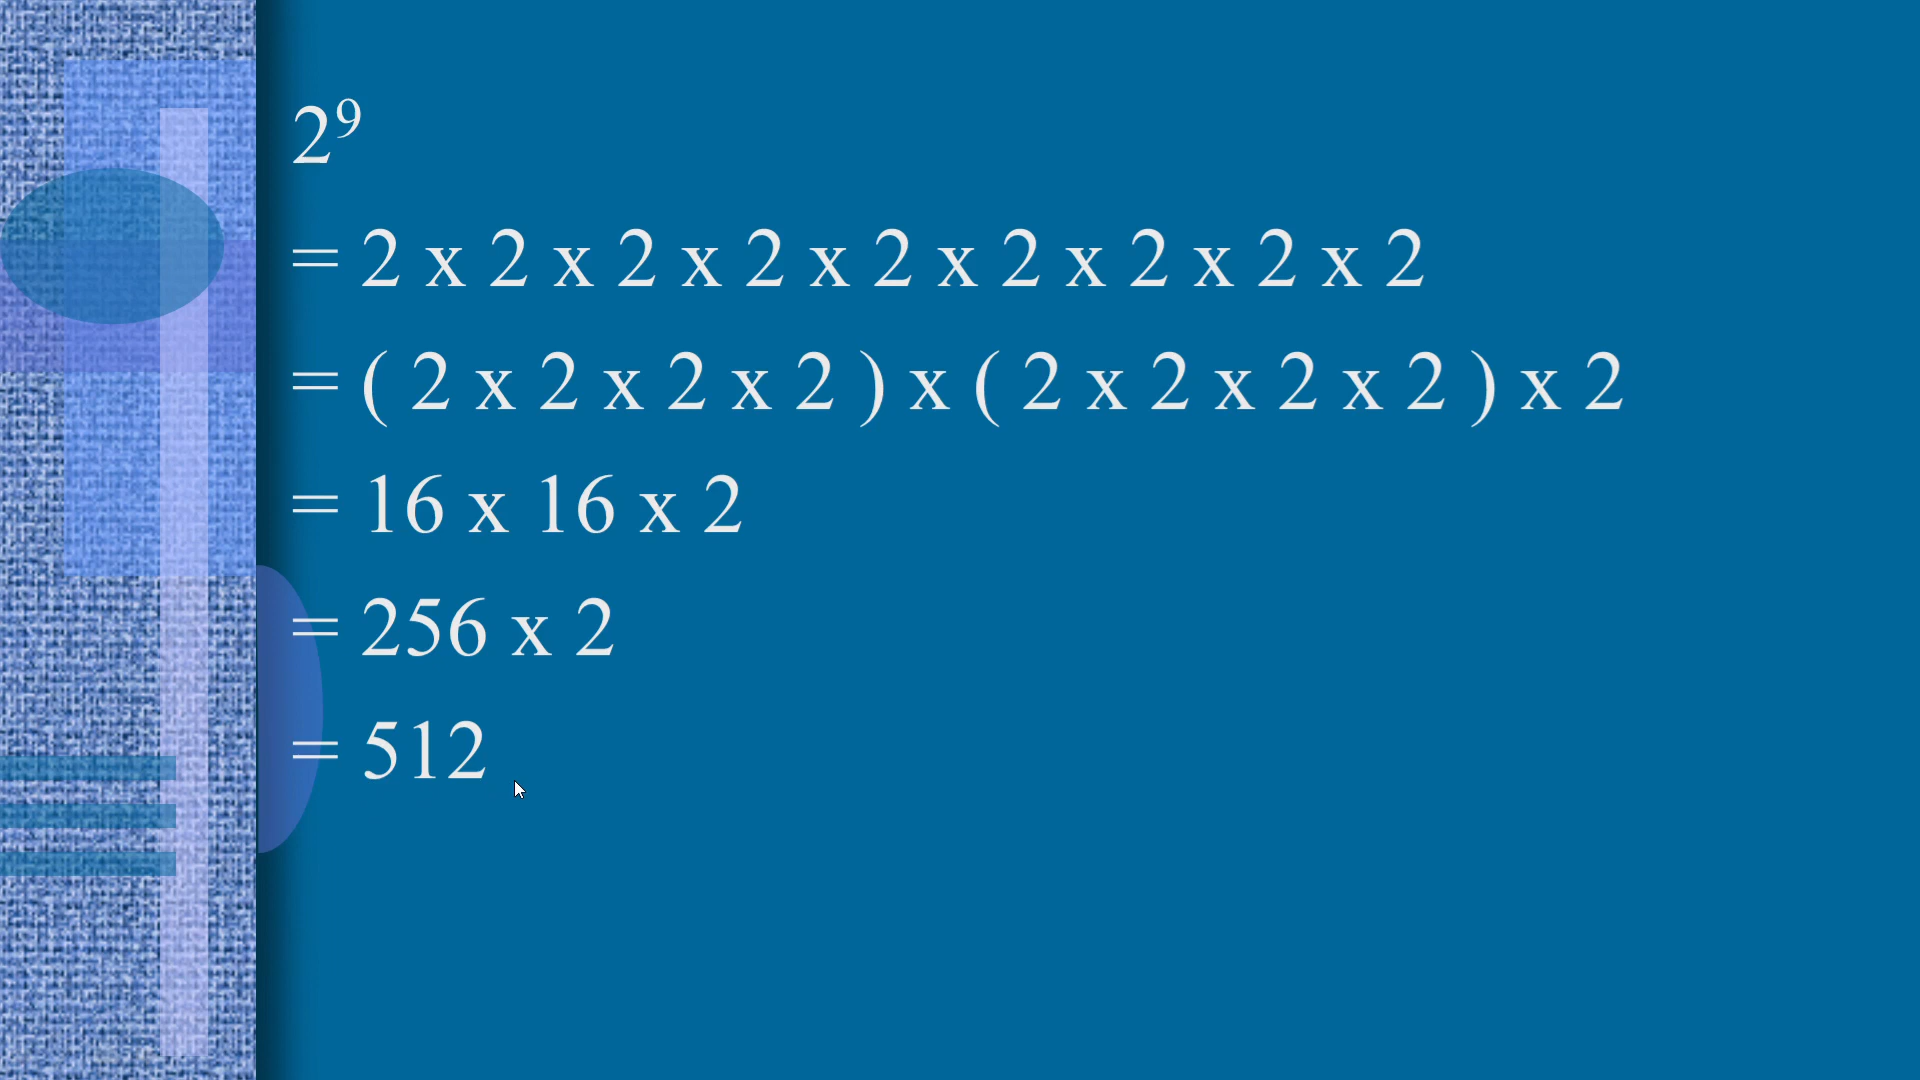 2⁹
= 2 x 2 x 2 x 2 x 2 x 2 x 2 x 2 x 2
= ( 2 x 2 x 2 x 2 ) x ( 2 x 2 x 2 x 2 ) x 2
= 16 x 16 x 2
= 256 x 2
= 512